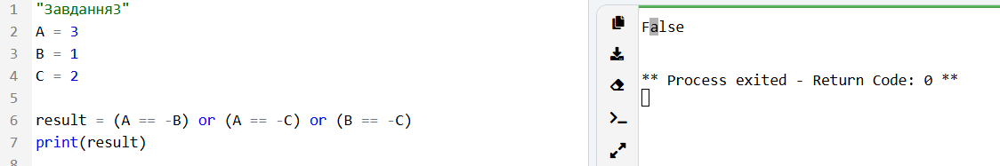 1 "Завдання3"
2 A = 3
3 B = 1
4 C = 2
5
6 result = (A == -B) or (A == -C) or (B == -C)
7 print(result)
8
False
** Process exited - Return Code: 0 **